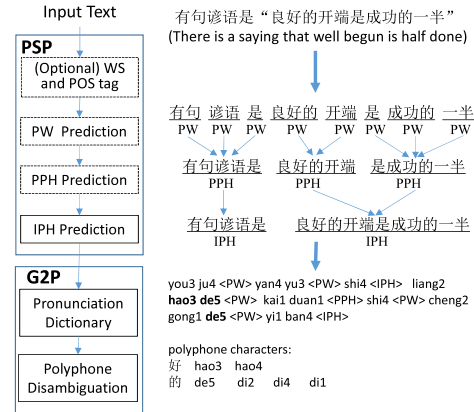 Input Text
PSP
(Optional) WS
and POS tag
PW Prediction
PPH Prediction
IPH Prediction
G2P
Pronunciation
Dictionary
Polyphone
Disambiguation
有句谚语是“良好的开端是成功的一半”
(There is a saying that well begun is half done)
有句 谚语 是 良好的 开端 是 成功的 一半
PW PW PW PW PW PW PW PW
有句谚语是 良好的开端 是成功的一半
PPH PPH PPH
有句谚语是 良好的开端是成功的一半
IPH IPH
you3 ju4 <PW> yan4 yu3 <PW> shi4 <IPH> liang2
hao3 de5 <PW> kai1 duan1 <PPH> shi4 <PW> cheng2
gong1 de5 <PW> yi1 ban4 <IPH>
polyphone characters:
好 hao3 hao4
的 de5 di2 di4 di1